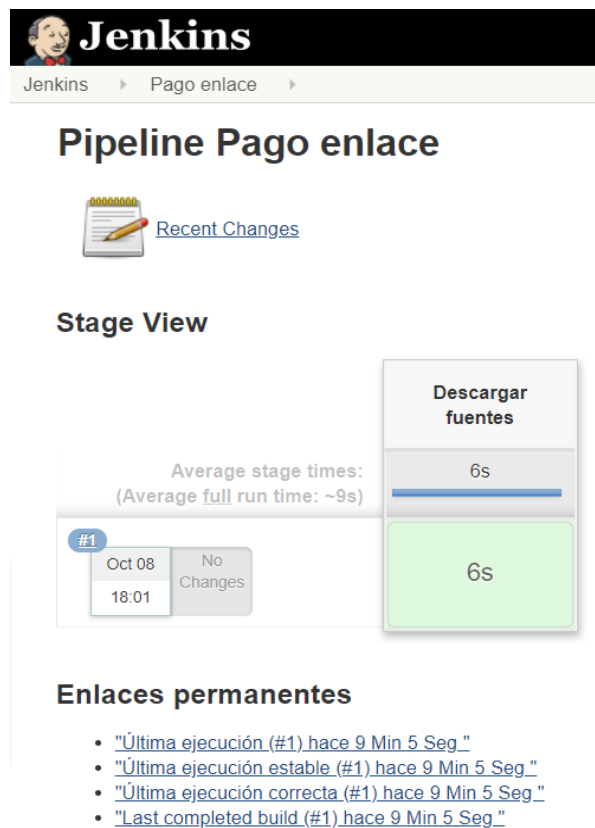 Jenkins
Jenkins Pago enlace
Pipeline Pago enlace
Recent Changes
Stage View
Descargar
fuentes
Average stage times:
6s
(Average full run time: ~9s)
#1
Oct 08
No
Changes
18:01
6s
Enlaces permanentes
"Última ejecución (#1) hace 9 Min 5 Seg "
"Última ejecución estable (#1) hace 9 Min 5 Seg "
"Última ejecución correcta (#1) hace 9 Min 5 Seg "
"Last completed build (#1) hace 9 Min 5 Seg "